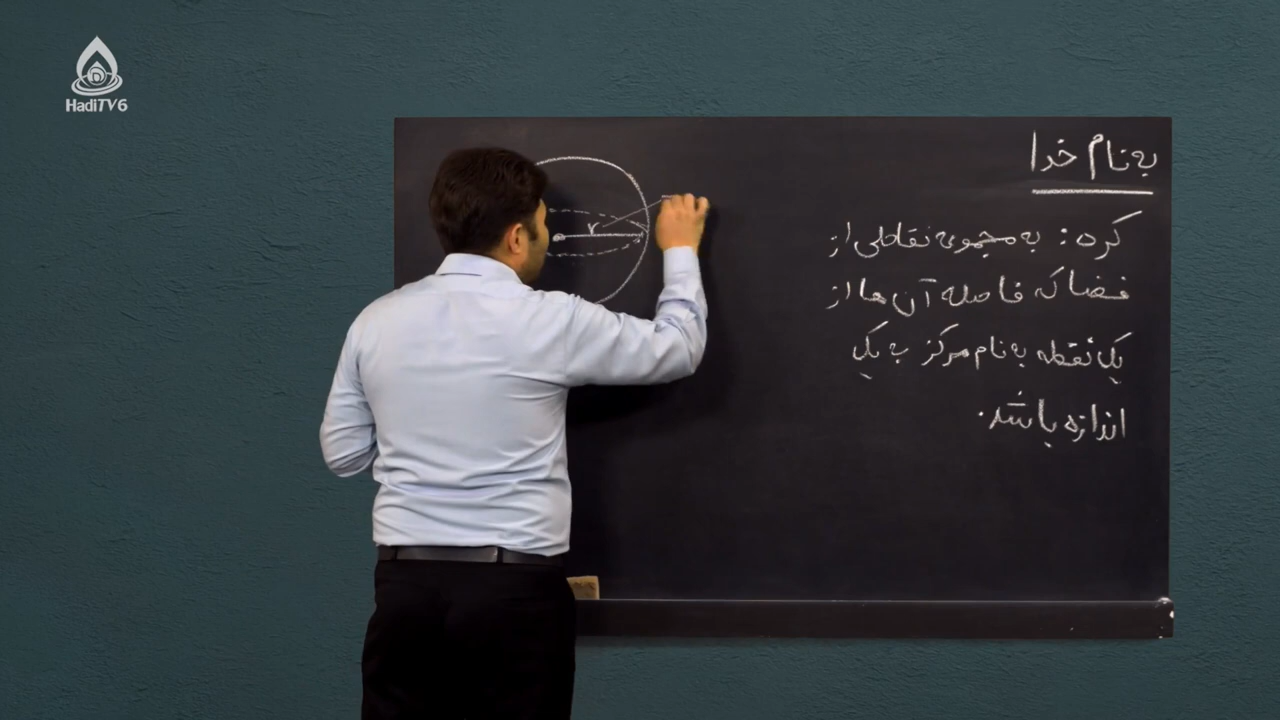 HadiTV6
به نام خدا
کره : به مجموعه نقاطی از
فضا که فاصله آن ها از
یک نقطه به نام مرکز به یک
اندازه باشد.
r